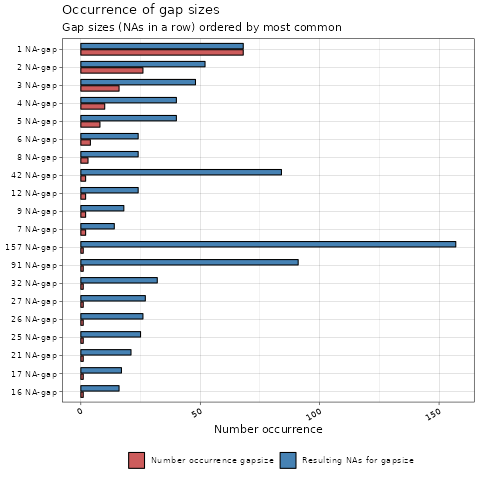 Occurrence of gap sizes
Gap sizes (NAs in a row) ordered by most common
1 NA-gap
2 NA-gap
3 NA-gap
4 NA-gap
5 NA-gap
6 NA-gap
8 NA-gap
42 NA-gap
12 NA-gap
9 NA-gap
7 NA-gap
157 NA-gap
91 NA-gap
32 NA-gap
27 NA-gap
26 NA-gap
25 NA-gap
21 NA-gap
17 NA-gap
16 NA-gap
0 50 100 150
Number occurrence
Number occurrence gapsize Resulting NAs for gapsize